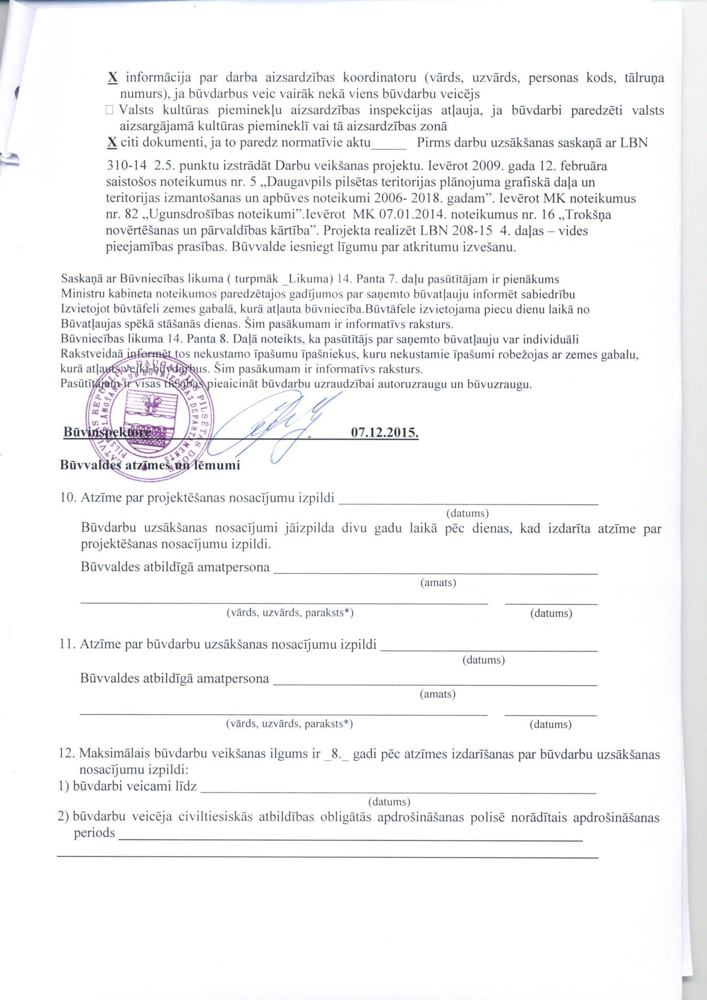 X informācija par darba aizsardzības koordinatoru (vārds, uzvārds, personas kods, tālruņa
numurs), ja būvdarbus veic vairāk nekā viens būvdarbu veicējs
☐ Valsts kultūras pieminekļu aizsardzības inspekcijas atļauja, ja būvdarbi paredzēti valsts
aizsargājamā kultūras piemineklī vai tā aizsardzības zonā
X citi dokumenti, ja to paredz normatīvie aktu_____ Pirms darbu uzsākšanas saskaņā ar LBN
310-14 2.5. punktu izstrādāt Darbu veikšanas projektu. Ievērot 2009. gada 12. februāra
saistošos noteikumus nr. 5 „Daugavpils pilsētas teritorijas plānojuma grafiskā daļa un
teritorijas izmantošanas un apbūves noteikumi 2006- 2018. gadam”. Ievērot MK noteikumus
nr. 82 „Ugunsdrošības noteikumi”.Ievērot MK 07.01.2014. noteikumus nr. 16 „Trokšņa
novērtēšanas un pārvaldības kārtība”. Projekta realizēt LBN 208-15 4. daļas – vides
pieejamības prasības. Būvvalde iesniegt līgumu par atkritumu izvešanu.
Saskaņā ar Būvniecības likuma ( turpmāk _Likuma) 14. Panta 7. daļu pasūtītājam ir pienākums
Ministru kabineta noteikumos paredzētajos gadījumos par saņemto būvatļauju informēt sabiedrību
Izvietojot būvtāfeli zemes gabalā, kurā atļauta būvniecība.Būvtāfele izvietojama piecu dienu laikā no
Būvatļaujas spēkā stāšanās dienas. Šim pasākumam ir informatīvs raksturs.
Būvniecības likuma 14. Panta 8. Daļā noteikts, ka pasūtītājs par saņemto būvatļauju var individuāli
Rakstveidaā informēt tos nekustamo īpašumu īpašniekus, kuru nekustamie īpašumi robežojas ar zemes gabalu,
kurā atļauts veikt būvdarbus. Šim pasākumam ir informatīvs raksturs.
Pasūtītājam ir visas tiesības pieaicināt būvdarbu uzraudzībai autoruzraugu un būvuzraugu.
LATVIJAS REPUBLIKA DAUGAVPILS PILSĒTAS DOME
PILSĒTPLĀNOŠANAS UN BŪVNIECĪBAS DEPARTAMENTS
Būvinspektore 07.12.2015.
Būvvaldes atzīmes un lēmumi
10. Atzīme par projektēšanas nosacījumu izpildi ____________
(datums)
Būvdarbu uzsākšanas nosacījumi jāizpilda divu gadu laikā pēc dienas, kad izdarīta atzīme par
projektēšanas nosacījumu izpildi.
Būvvaldes atbildīgā amatpersona ____________
(amats)
(vārds, uzvārds, paraksts*) (datums)
11. Atzīme par būvdarbu uzsākšanas nosacījumu izpildi ____________
(datums)
Būvvaldes atbildīgā amatpersona ____________
(amats)
(vārds, uzvārds, paraksts*) (datums)
12. Maksimālais būvdarbu veikšanas ilgums ir _8._ gadi pēc atzīmes izdarīšanas par būvdarbu uzsākšanas
nosacījumu izpildi:
1) būvdarbi veicami līdz ____________
(datums)
2) būvdarbu veicēja civiltiesiskās atbildības obligātās apdrošināšanas polisē norādītais apdrošināšanas
periods ____________